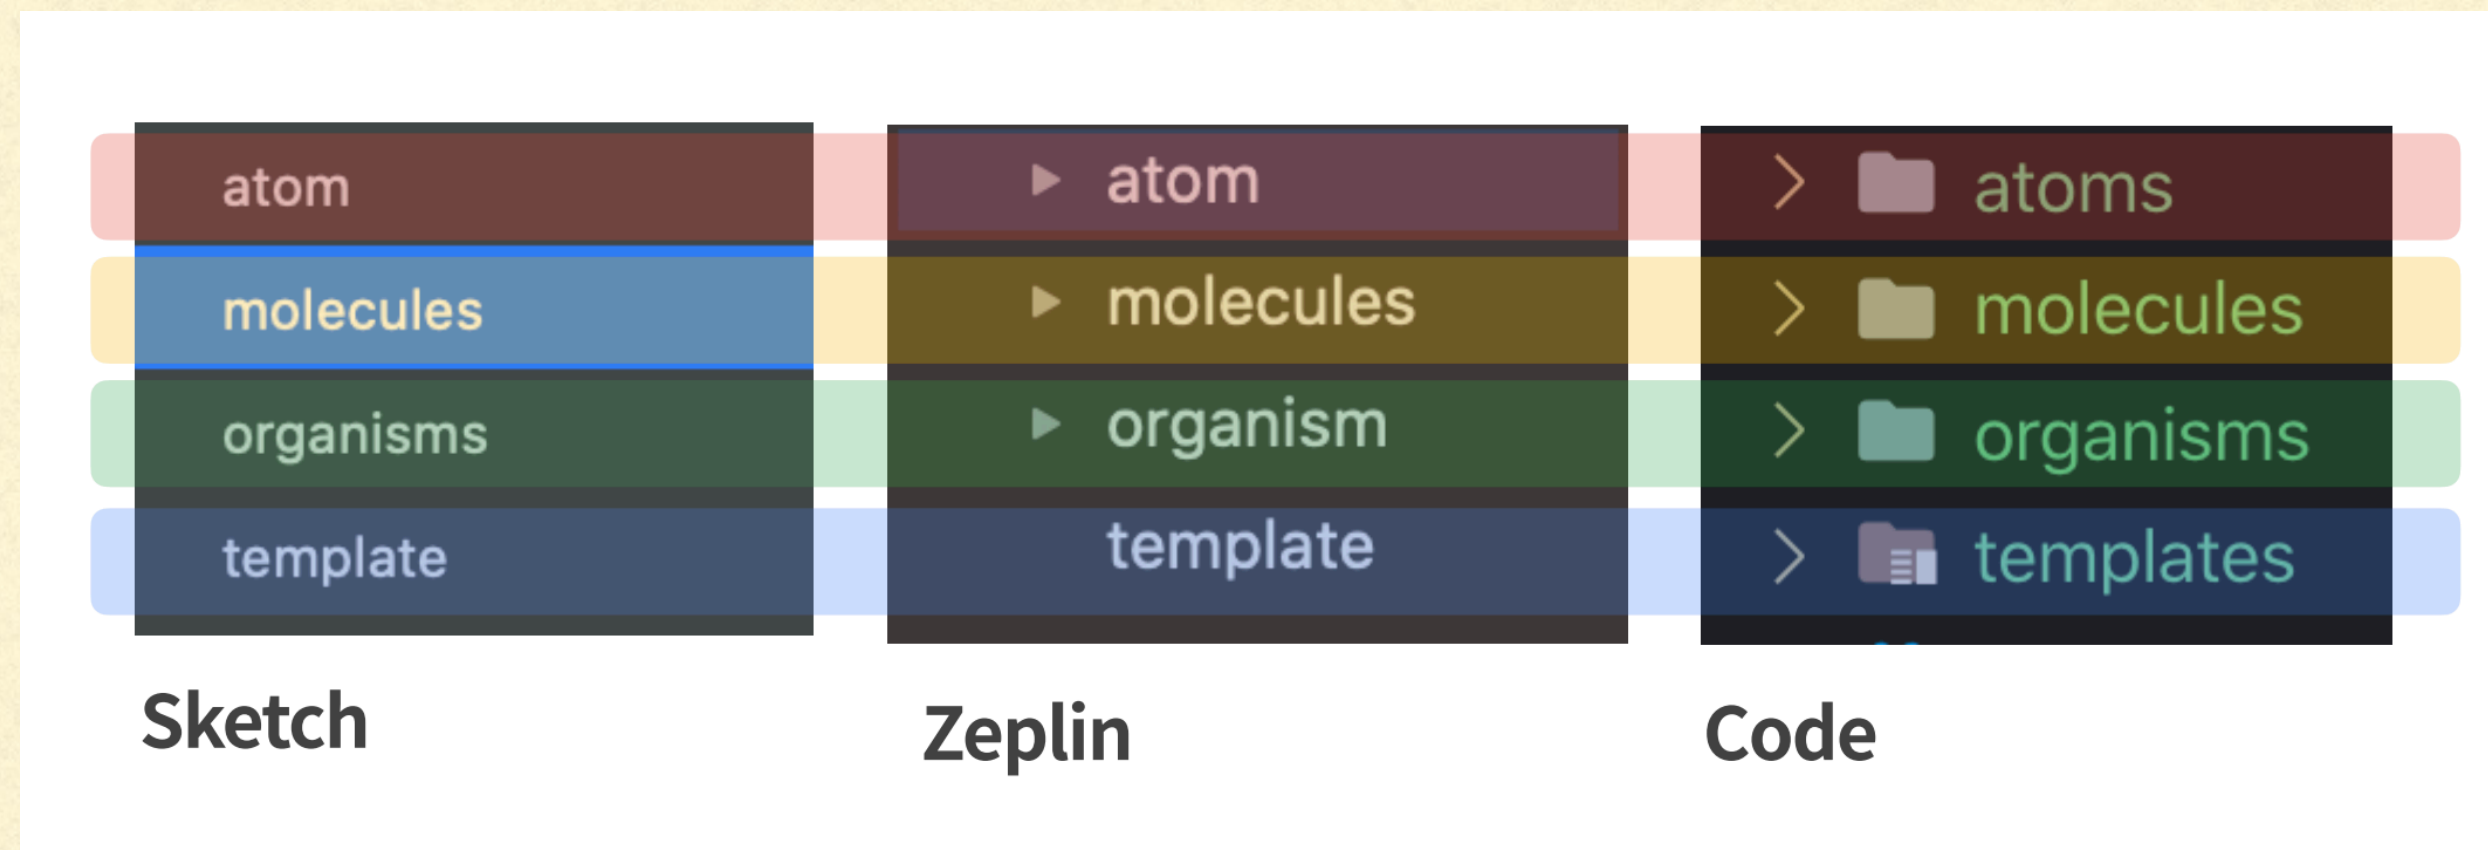 atom
molecules
organisms
template
Sketch
atom
molecules
organism
template
Zeplin
atoms
molecules
organisms
templates
Code